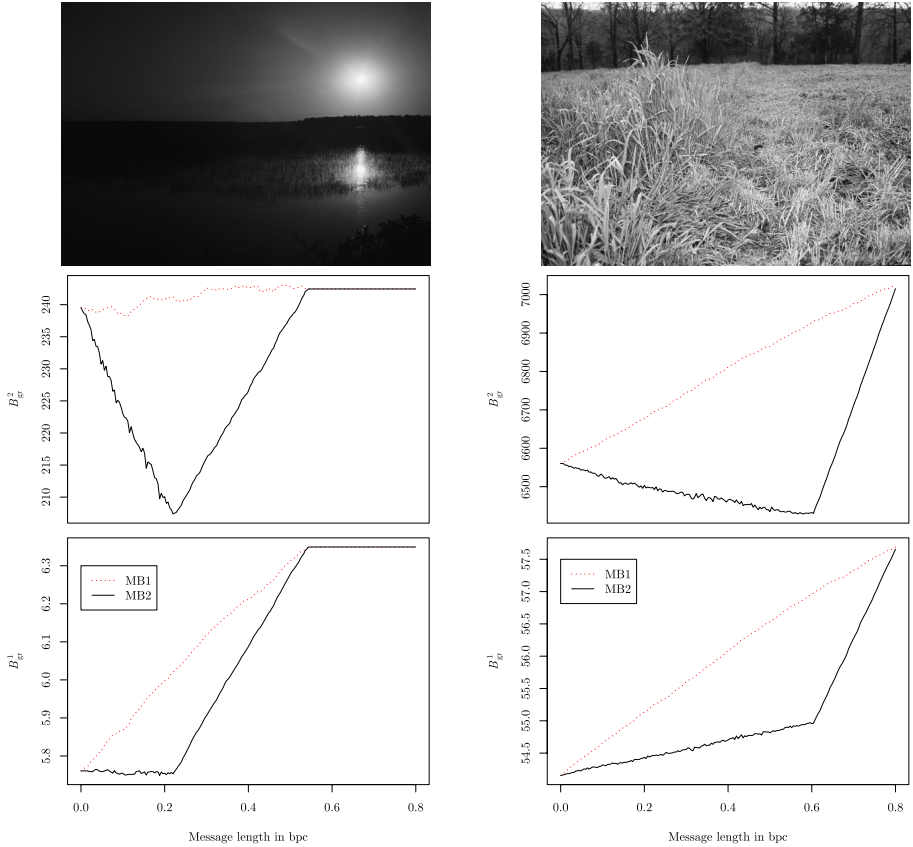 B²gr
240
235
230
225
220
215
210
B²gr
7000
6900
6800
6700
6600
6500
B¹gr
6.3
6.2
6.1
6.0
5.9
5.8
MB1
MB2
0.0 0.2 0.4 0.6 0.8
Message length in bpc
B¹gr
57.5
57.0
56.5
56.0
55.5
55.0
54.5
MB1
MB2
0.0 0.2 0.4 0.6 0.8
Message length in bpc